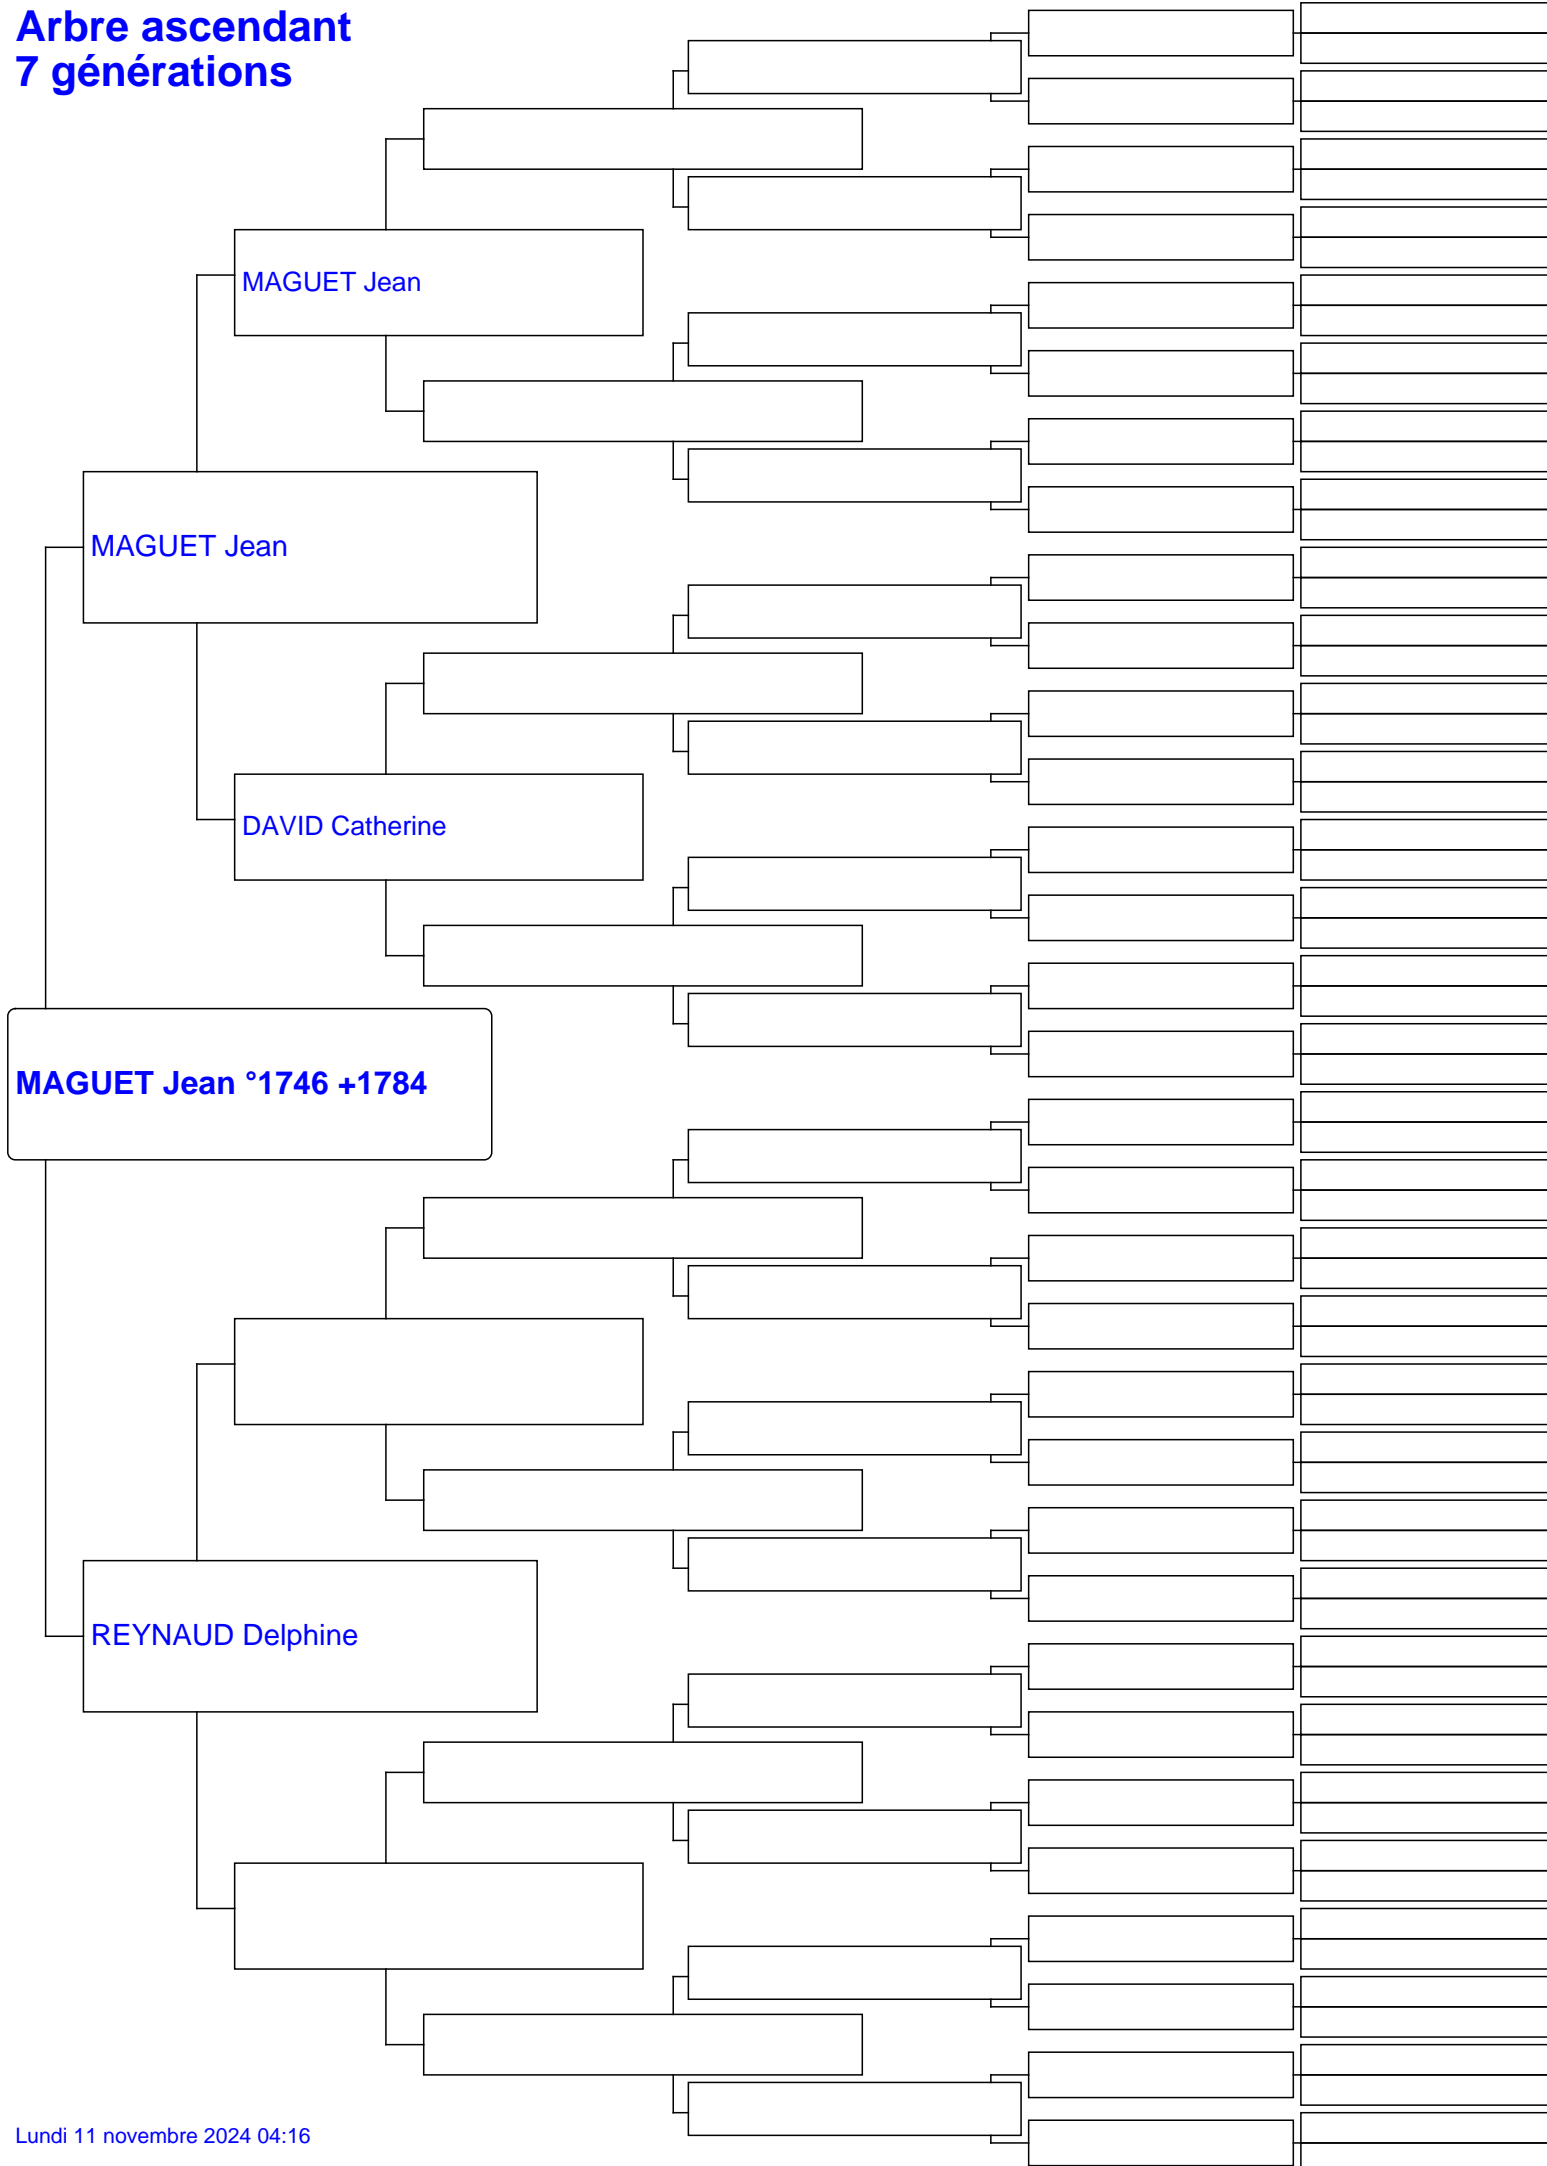 Arbre ascendant
7 générations
MAGUET Jean
MAGUET Jean
DAVID Catherine
MAGUET Jean °1746 +1784
REYNAUD Delphine
Lundi 11 novembre 2024 04:16